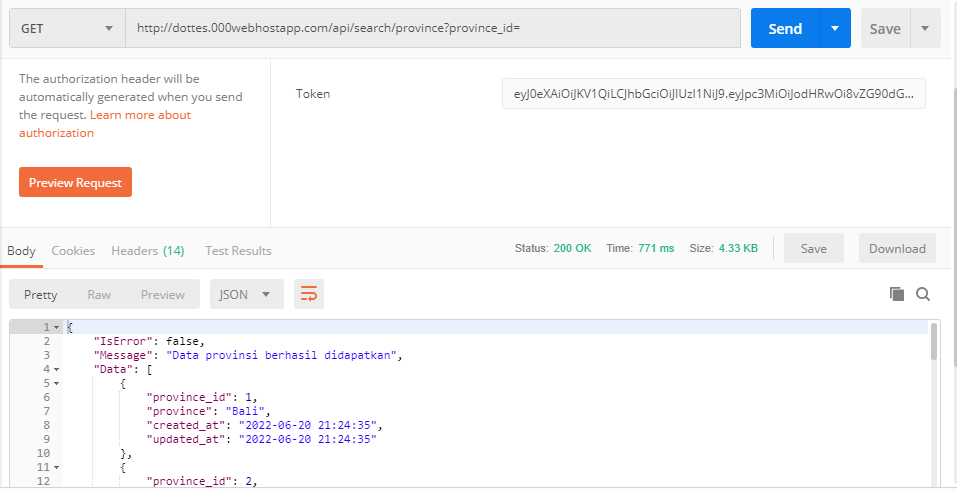 GET http://dottes.000webhostapp.com/api/search/province?province_id= Send Save
The authorization header will be
automatically generated when you send
the request. Learn more about
authorization
Preview Request
Token eyJ0eXAiOiJKV1QiLCJhbGciOiJIUzI1NiJ9.eyJpc3MiOiJodHRwOi8vZG90dG...
Body Cookies Headers (14) Test Results Status: 200 OK Time: 771 ms Size: 4.33 KB Save Download
Pretty Raw Preview JSON
1 {
2 "IsError": false,
3 "Message": "Data provinsi berhasil didapatkan",
4 "Data": [
5 {
6 "province_id": 1,
7 "province": "Bali",
8 "created_at": "2022-06-20 21:24:35",
9 "updated_at": "2022-06-20 21:24:35"
10 },
11 {
12 "province_id": 2,